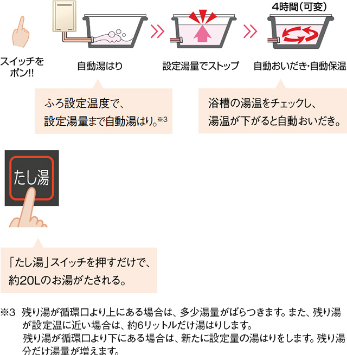 4時間(可変)
スイッチを
ポン!!
自動湯はり
設定湯量でストップ
自動おいだき・自動保温
ふろ設定温度で、
設定湯量まで自動湯はり。※3
浴槽の湯温をチェックし、
湯温が下がると自動おいだき。
たし湯
「たし湯」スイッチを押すだけで、
約20Lのお湯がたされる。
※3 残り湯が循環口より上にある場合は、多少湯量がばらつきます。また、残り湯
が設定温に近い場合は、約6リットルだけ湯はりします。
残り湯が循環口より下にある場合は、新たに設定量の湯はりをします。残り湯
分だけ湯量が増えます。